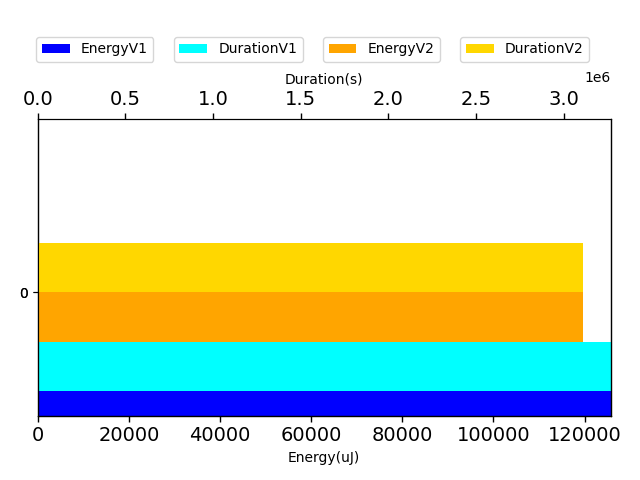 EnergyV1 DurationV1 EnergyV2 DurationV2
Duration(s)
1e6
0.0 0.5 1.0 1.5 2.0 2.5 3.0
0
0 20000 40000 60000 80000 100000 120000
Energy(uJ)